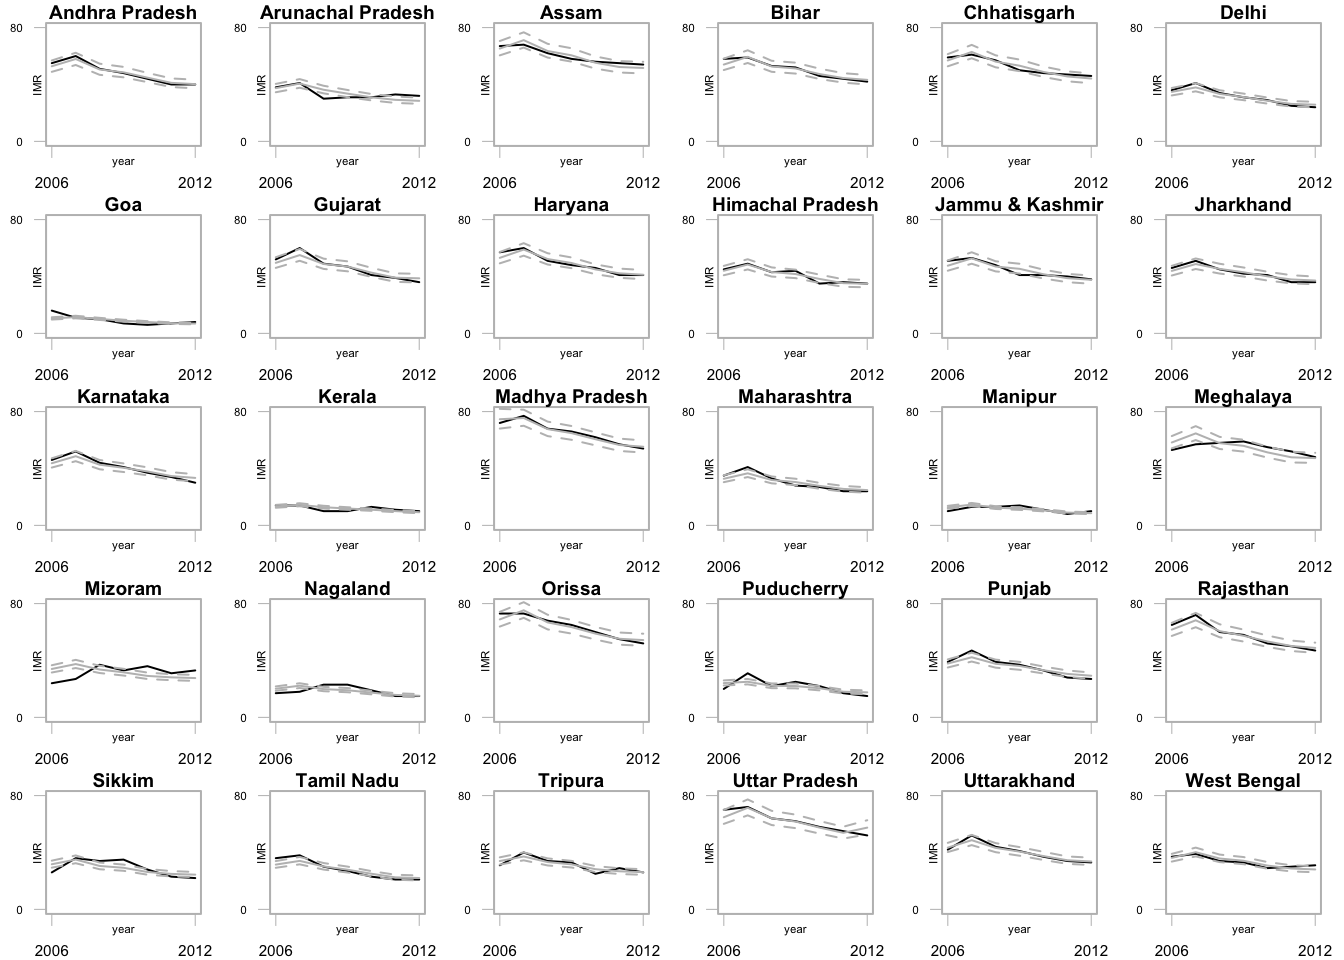 Andhra Pradesh Arunachal Pradesh Assam Bihar Chhatisgarh Delhi
80 80 80 80 80 80
IMR IMR IMR IMR IMR IMR
0 0 0 0 0 0
year year year year year year
2006 2012 2006 2012 2006 2012 2006 2012 2006 2012 2006 2012
Goa Gujarat Haryana Himachal Pradesh Jammu & Kashmir Jharkhand
80 80 80 80 80 80
IMR IMR IMR IMR IMR IMR
0 0 0 0 0 0
year year year year year year
2006 2012 2006 2012 2006 2012 2006 2012 2006 2012 2006 2012
Karnataka Kerala Madhya Pradesh Maharashtra Manipur Meghalaya
80 80 80 80 80 80
IMR IMR IMR IMR IMR IMR
0 0 0 0 0 0
year year year year year year
2006 2012 2006 2012 2006 2012 2006 2012 2006 2012 2006 2012
Mizoram Nagaland Orissa Puducherry Punjab Rajasthan
80 80 80 80 80 80
IMR IMR IMR IMR IMR IMR
0 0 0 0 0 0
year year year year year year
2006 2012 2006 2012 2006 2012 2006 2012 2006 2012 2006 2012
Sikkim Tamil Nadu Tripura Uttar Pradesh Uttarakhand West Bengal
80 80 80 80 80 80
IMR IMR IMR IMR IMR IMR
0 0 0 0 0 0
year year year year year year
2006 2012 2006 2012 2006 2012 2006 2012 2006 2012 2006 2012